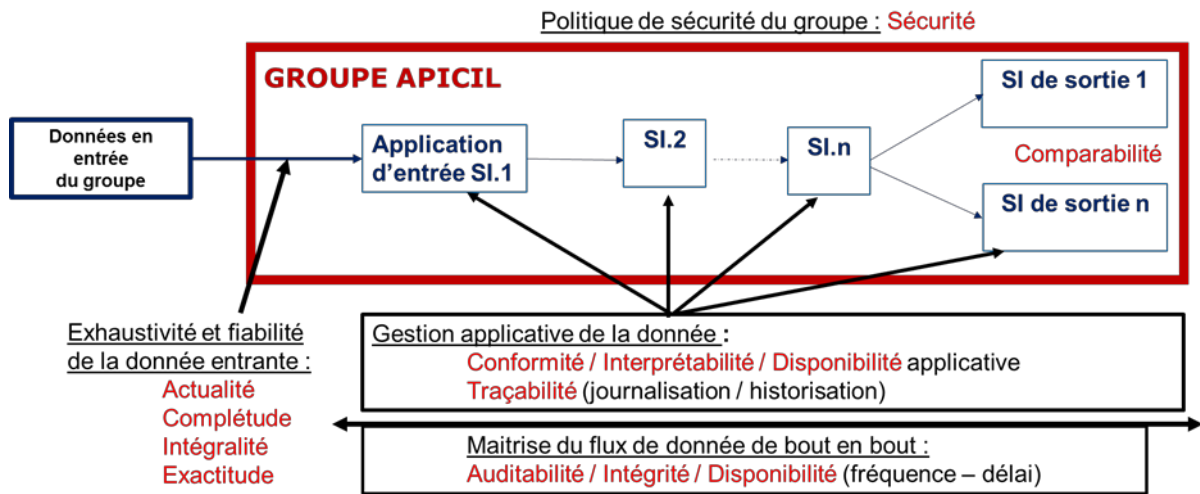 Politique de sécurité du groupe : Sécurité
GROUPE APICIL
Données en
entrée
du groupe
Application
d'entrée SI.1
SI.2
SI.n
SI de sortie 1
Comparabilité
SI de sortie n
Exhaustivité et fiabilité
de la donnée entrante :
Actualité
Complétude
Intégralité
Exactitude
Gestion applicative de la donnée :
Conformité / Interprétabilité / Disponibilité applicative
Traçabilité (journalisation / historisation)
Maitrise du flux de donnée de bout en bout :
Auditabilité / Intégrité / Disponibilité (fréquence – délai)